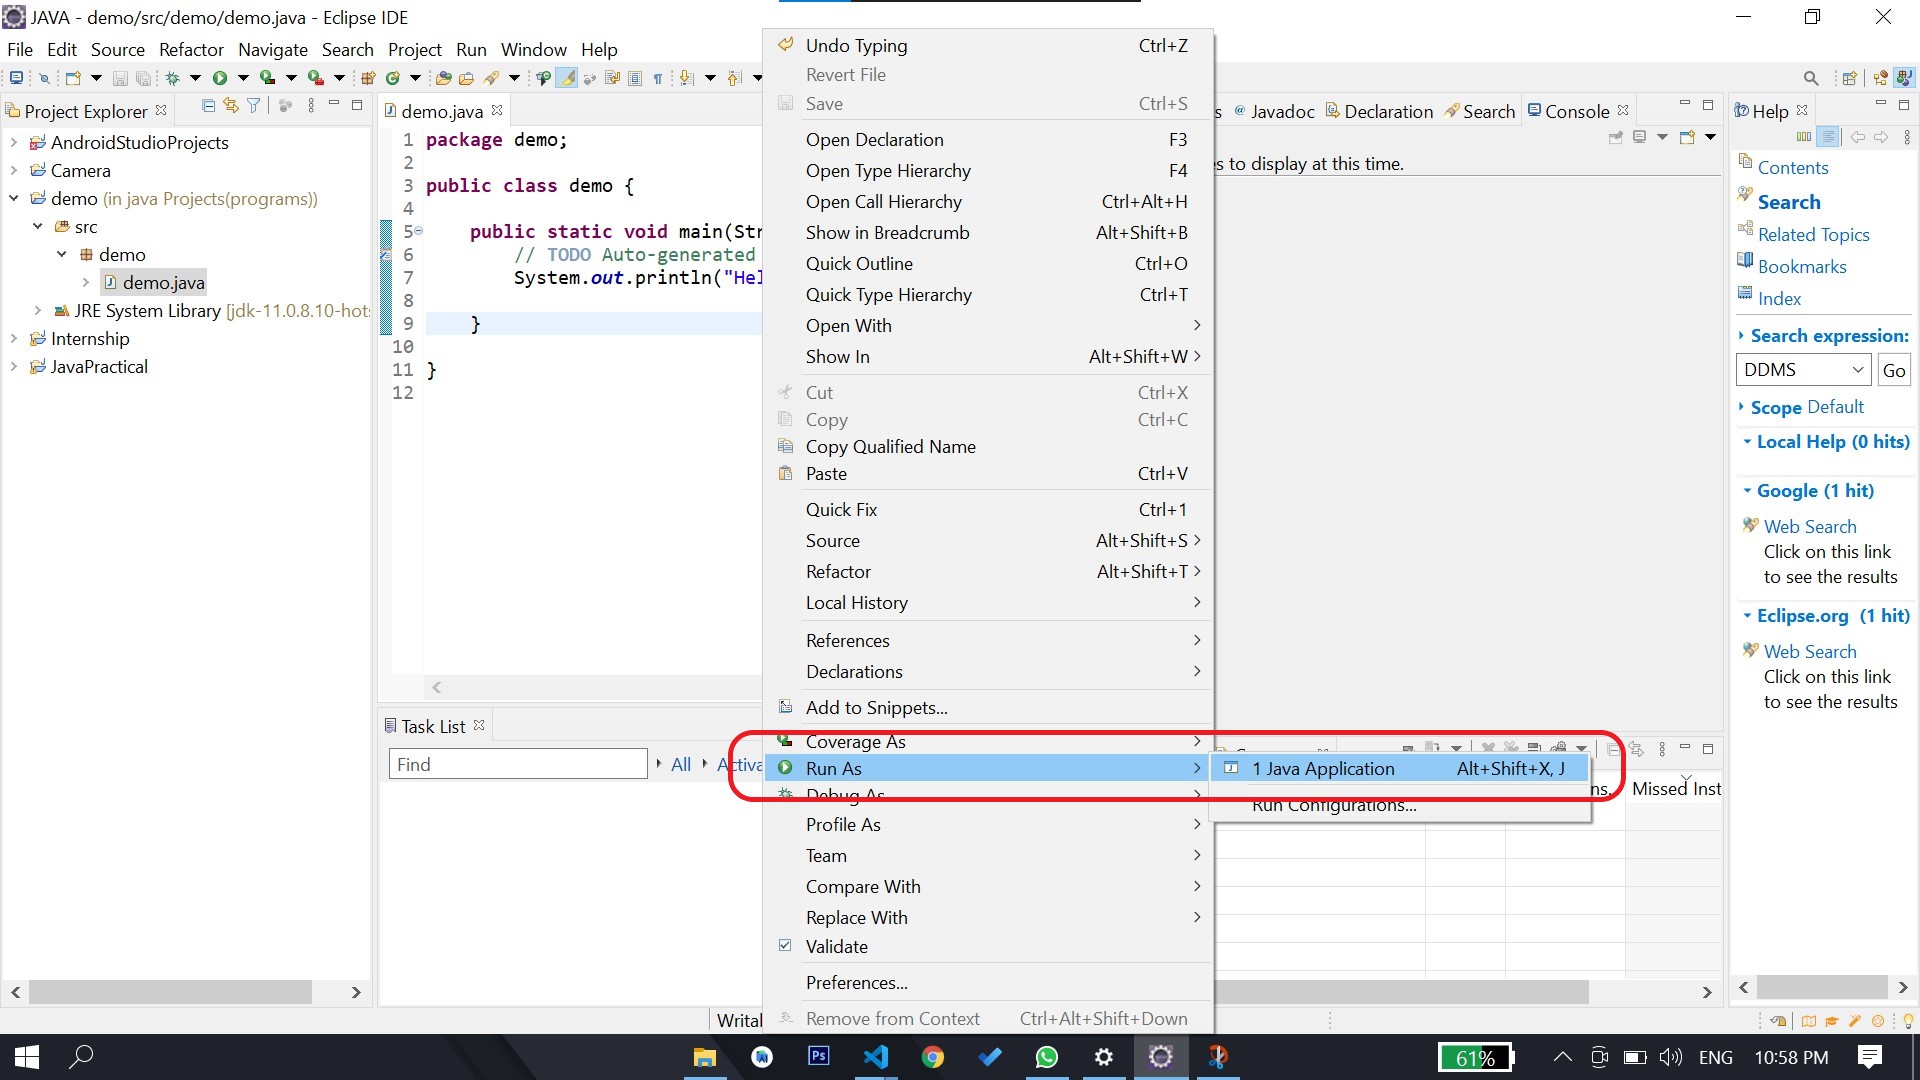 JAVA - demo/src/demo/demo.java - Eclipse IDE
File Edit Source Refactor Navigate Search Project Run Window Help
Project Explorer
AndroidStudioProjects
Camera
demo (in java Projects(programs))
src
demo
demo.java
JRE System Library [jdk-11.0.8.10-hot
Internship
JavaPractical
demo.java
1 package demo;
2
3 public class demo {
4
5 public static void main(Str
6 // TODO Auto-generated
7 System.out.println("Hel
8
9 }
10
11 }
12
Task List
Find
All
Activa
Undo Typing Ctrl+Z
Revert File
Save Ctrl+S
Open Declaration F3
Open Type Hierarchy F4
Open Call Hierarchy Ctrl+Alt+H
Show in Breadcrumb Alt+Shift+B
Quick Outline Ctrl+O
Quick Type Hierarchy Ctrl+T
Open With
Show In Alt+Shift+W
Cut Ctrl+X
Copy Ctrl+C
Copy Qualified Name
Paste Ctrl+V
Quick Fix Ctrl+1
Source Alt+Shift+S
Refactor Alt+Shift+T
Local History
References
Declarations
Add to Snippets...
Coverage As
Run As
Debug As
Profile As
Team
Compare With
Replace With
Validate
Preferences...
Remove from Context Ctrl+Alt+Shift+Down
1 Java Application Alt+Shift+X, J
Run Configurations...
s Javadoc Declaration Search Console
es to display at this time.
ns, Missed Inst
Help
Contents
Search
Related Topics
Bookmarks
Index
Search expression:
DDMS Go
Scope Default
Local Help (0 hits)
Google (1 hit)
Web Search
Click on this link
to see the results
Eclipse.org (1 hit)
Web Search
Click on this link
to see the results
Writal
Ps
61% ENG 10:58 PM